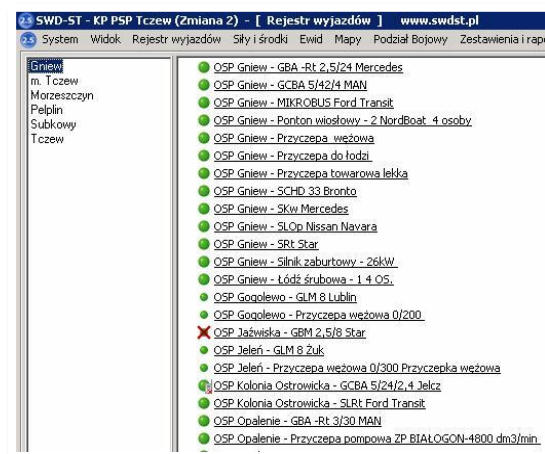 2.5 SWD-ST - KP PSP Tczew (Zmiana 2) - [ Rejestr wyjazdów ] www.swdst.pl
2.5 System Widok Rejestr wyjazdów Siły i środki Ewid Mapy Podział Bojowy Zestawienia i rapo
Gniew
m. Tczew
Morzeszczyn
Pelplin
Subkowy
Tczew
OSP Gniew - GBA -Rt 2,5/24 Mercedes
OSP Gniew - GCBA 5/42/4 MAN
OSP Gniew - MIKROBUS Ford Transit
OSP Gniew - Ponton wiosłowy - 2 NordBoat 4 osoby
OSP Gniew - Przyczepa wężowa
OSP Gniew - Przyczepa do łodzi
OSP Gniew - Przyczepa towarowa lekka
OSP Gniew - SCHD 33 Bronto
OSP Gniew - SKw Mercedes
OSP Gniew - SLOp Nissan Navara
OSP Gniew - SRt Star
OSP Gniew - Silnik zaburtowy - 26kW
OSP Gniew - Łódź śrubowa - 1 4 OS.
OSP Gogolewo - GLM 8 Lublin
OSP Gogolewo - Przyczepa wężowa 0/200
OSP Jaźwiska - GBM 2,5/8 Star
OSP Jeleń - GLM 8 Żuk
OSP Jeleń - Przyczepa wężowa 0/300 Przyczepka wężowa
OSP Kolonia Ostrowicka - GCBA 5/24/2,4 Jelcz
OSP Kolonia Ostrowicka - SLRt Ford Transit
OSP Opalenie - GBA -Rt 3/30 MAN
OSP Opalenie - Przyczepa pompowa ZP BIAŁOGON-4800 dm3/min